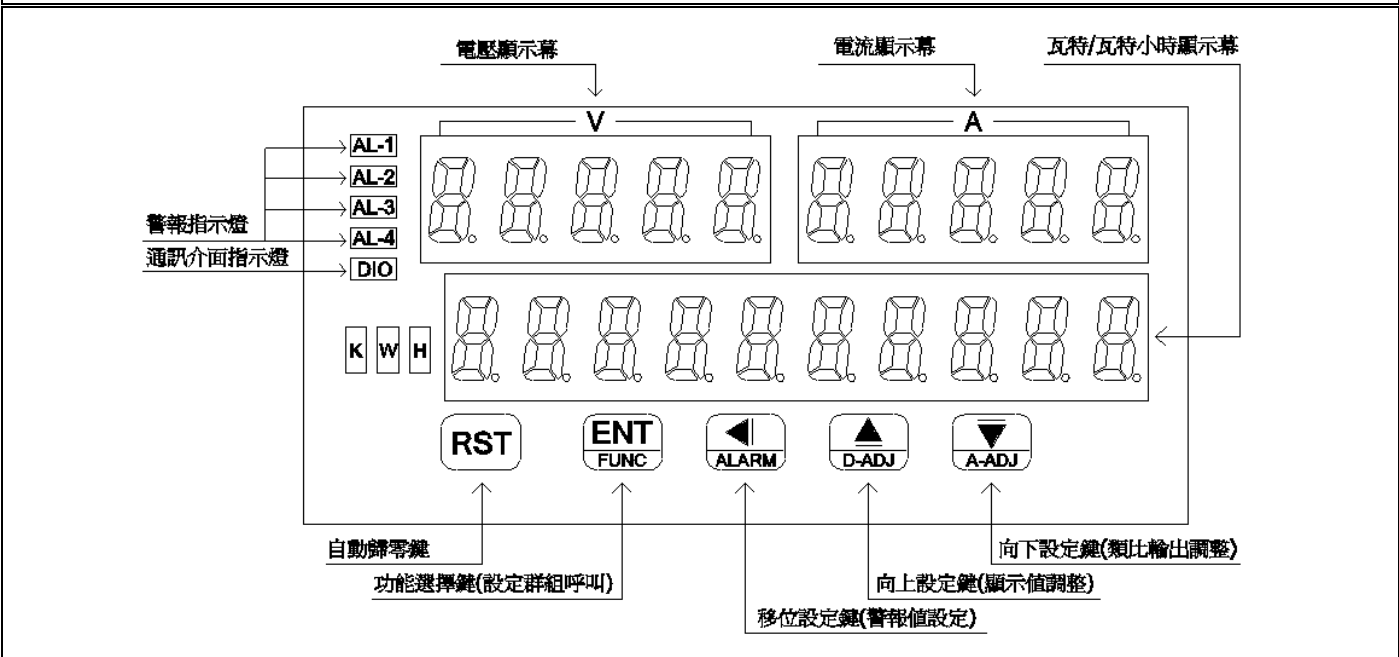 電壓顯示幕
電流顯示幕
瓦特/瓦特小時顯示幕
V
A
AL-1
AL-2
AL-3
警報指示燈
AL-4
通訊介面指示燈
DIO
K W H
RST
ENT
FUNC
ALARM
D-ADJ
A-ADJ
自動歸零鍵
向下設定鍵(類比輸出調整)
功能選擇鍵(設定群組呼叫)
向上設定鍵(顯示值調整)
移位設定鍵(警報值設定)